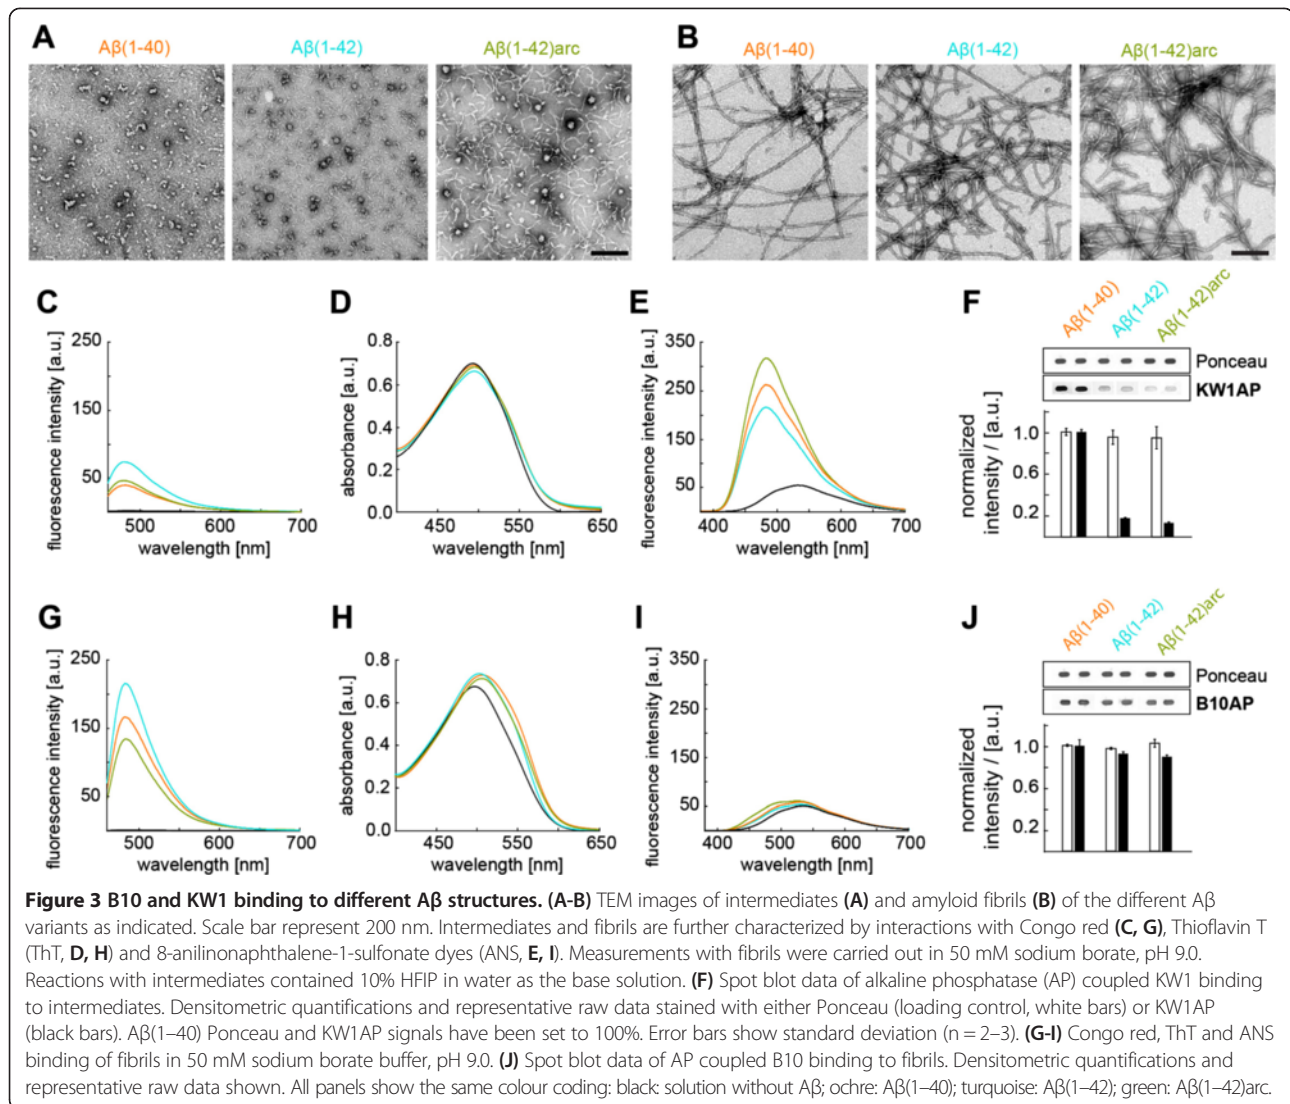 A
B
Aβ(1-40)
Aβ(1-42)
Aβ(1-42)arc
Aβ(1-40)
Aβ(1-42)
Aβ(1-42)arc
C
D
E
F
fluorescence intensity [a.u.]
250
150
50
500
600
700
wavelength [nm]
absorbance [a.u.]
0.8
0.6
0.4
0.2
0.0
450
550
650
wavelength [nm]
fluorescence intensity [a.u.]
350
250
150
50
400
500
600
700
wavelength [nm]
Aβ(1-40)
Aβ(1-42)
Aβ(1-42)arc
Ponceau
KW1AP
normalized
intensity / [a.u.]
1.0
0.6
0.2
G
H
I
J
fluorescence intensity [a.u.]
250
150
50
500
600
700
wavelength [nm]
absorbance [a.u.]
0.8
0.6
0.4
0.2
0.0
450
550
650
wavelength [nm]
fluorescence intensity [a.u.]
350
250
150
50
400
500
600
700
wavelength [nm]
Aβ(1-40)
Aβ(1-42)
Aβ(1-42)arc
Ponceau
B10AP
normalized
intensity / [a.u.]
1.0
0.6
0.2
Figure 3 B10 and KW1 binding to different Aβ structures. (A-B) TEM images of intermediates (A) and amyloid fibrils (B) of the different Aβ
variants as indicated. Scale bar represent 200 nm. Intermediates and fibrils are further characterized by interactions with Congo red (C, G), Thioflavin T
(ThT, D, H) and 8-anilinonaphthalene-1-sulfonate dyes (ANS, E, I). Measurements with fibrils were carried out in 50 mM sodium borate, pH 9.0.
Reactions with intermediates contained 10% HFIP in water as the base solution. (F) Spot blot data of alkaline phosphatase (AP) coupled KW1 binding
to intermediates. Densitometric quantifications and representative raw data stained with either Ponceau (loading control, white bars) or KW1AP
(black bars). Aβ(1–40) Ponceau and KW1AP signals have been set to 100%. Error bars show standard deviation (n = 2–3). (G-I) Congo red, ThT and ANS
binding of fibrils in 50 mM sodium borate buffer, pH 9.0. (J) Spot blot data of AP coupled B10 binding to fibrils. Densitometric quantifications and
representative raw data shown. All panels show the same colour coding: black: solution without Aβ; ochre: Aβ(1–40); turquoise: Aβ(1–42); green: Aβ(1–42)arc.